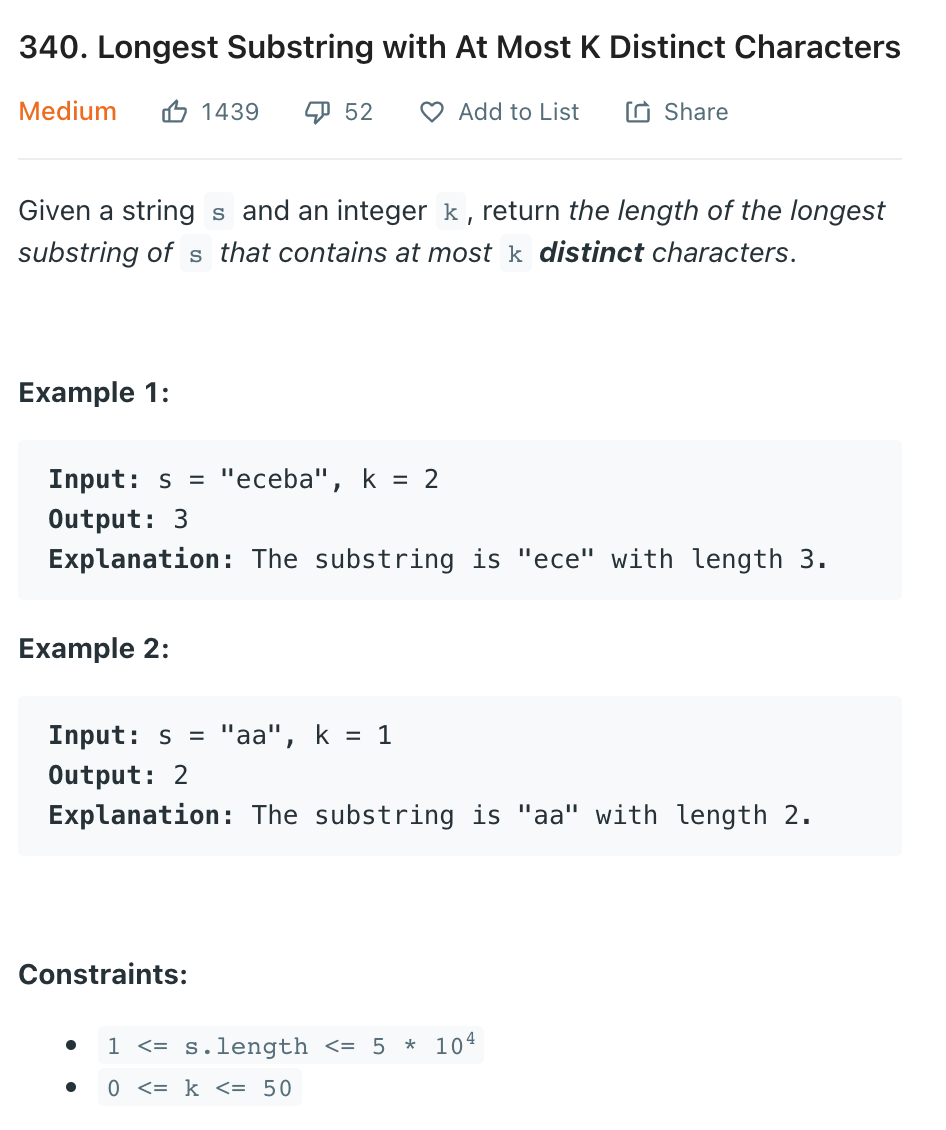 340. Longest Substring with At Most K Distinct Characters
Medium 1439 52 Add to List Share
Given a string s and an integer k, return the length of the longest
substring of s that contains at most k distinct characters.
Example 1:
Input: s = "eceba", k = 2
Output: 3
Explanation: The substring is "ece" with length 3.
Example 2:
Input: s = "aa", k = 1
Output: 2
Explanation: The substring is "aa" with length 2.
Constraints:
• 1 <= s.length <= 5 * 10⁴
• 0 <= k <= 50